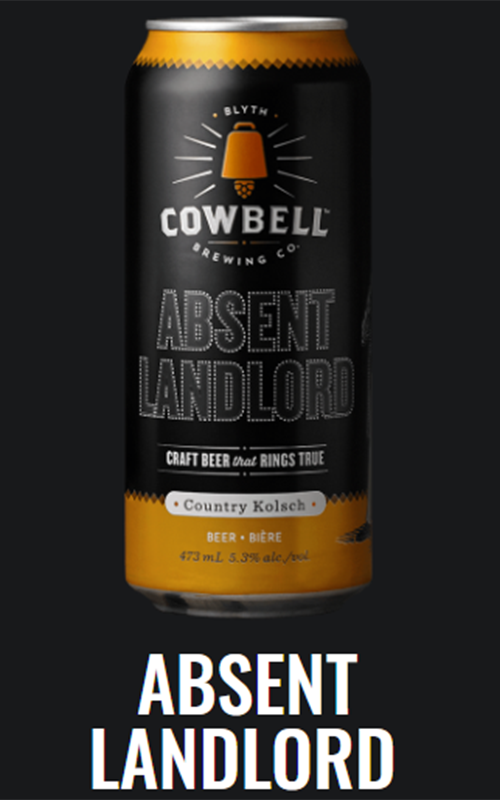 BLYTH
COWBELL™
BREWING CO.
ABSENT
LANDLORD
CRAFT BEER that RINGS TRUE
Country Kolsch
BEER • BIÈRE
473 mL 5.3% alc./vol
ABSENT
LANDLORD